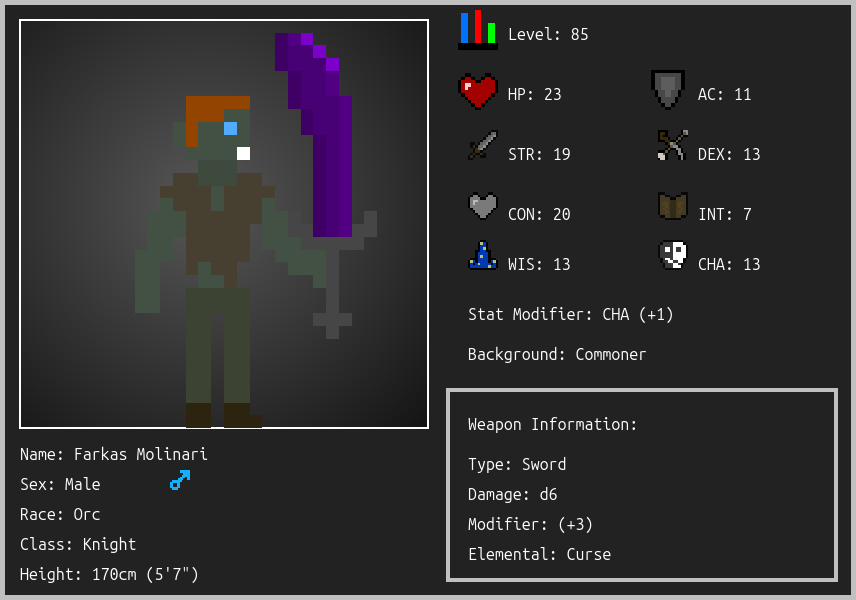 Level: 85
HP: 23
AC: 11
STR: 19
DEX: 13
CON: 20
INT: 7
WIS: 13
CHA: 13
Stat Modifier: CHA (+1)
Background: Commoner
Weapon Information:
Type: Sword
Damage: d6
Modifier: (+3)
Elemental: Curse
Name: Farkas Molinari
Sex: Male
Race: Orc
Class: Knight
Height: 170cm (5'7")